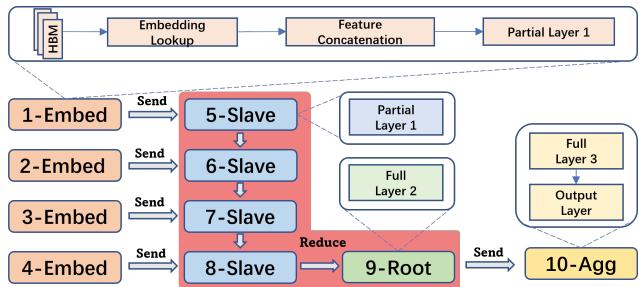 HBM
Embedding
Lookup
Feature
Concatenation
Partial Layer 1
1-Embed
Send
5-Slave
Partial
Layer 1
2-Embed
Send
6-Slave
Full
Layer 2
Full
Layer 3
Output
Layer
3-Embed
Send
7-Slave
4-Embed
Send
8-Slave
Reduce
9-Root
Send
10-Agg